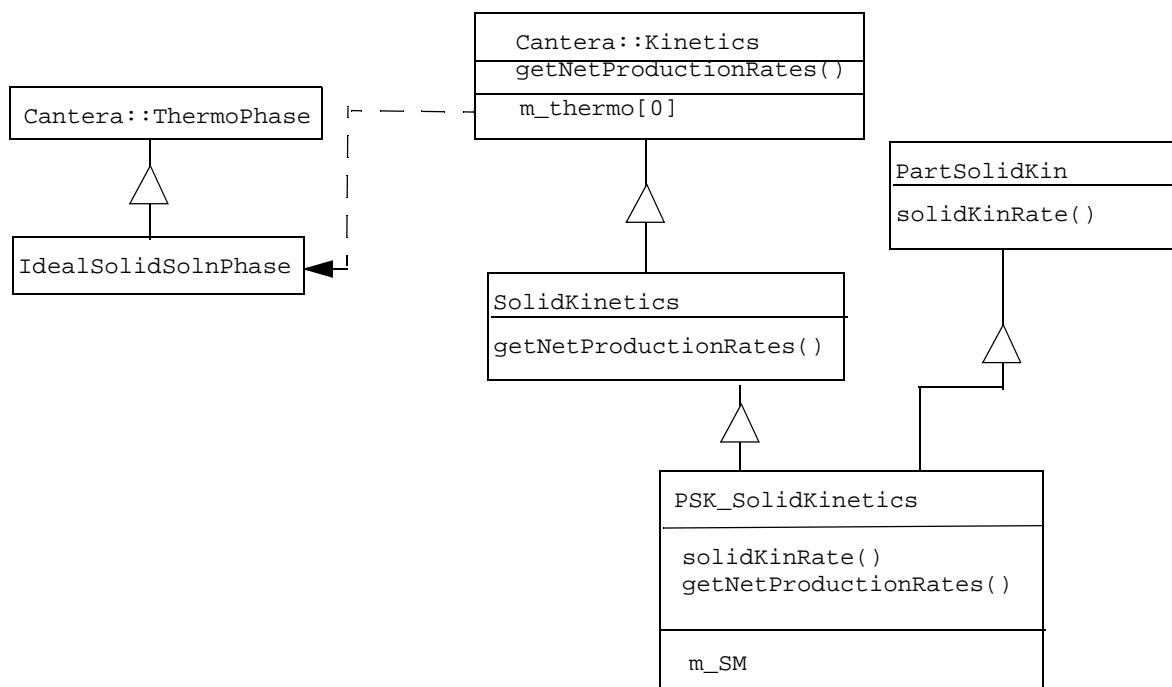 Cantera::Kinetics
getNetProductionRates()
m_thermo[0]
Cantera::ThermoPhase
IdealSolidSolnPhase
PartSolidKin
solidKinRate()
SolidKinetics
getNetProductionRates()
PSK_SolidKinetics
solidKinRate()
getNetProductionRates()
m_SM